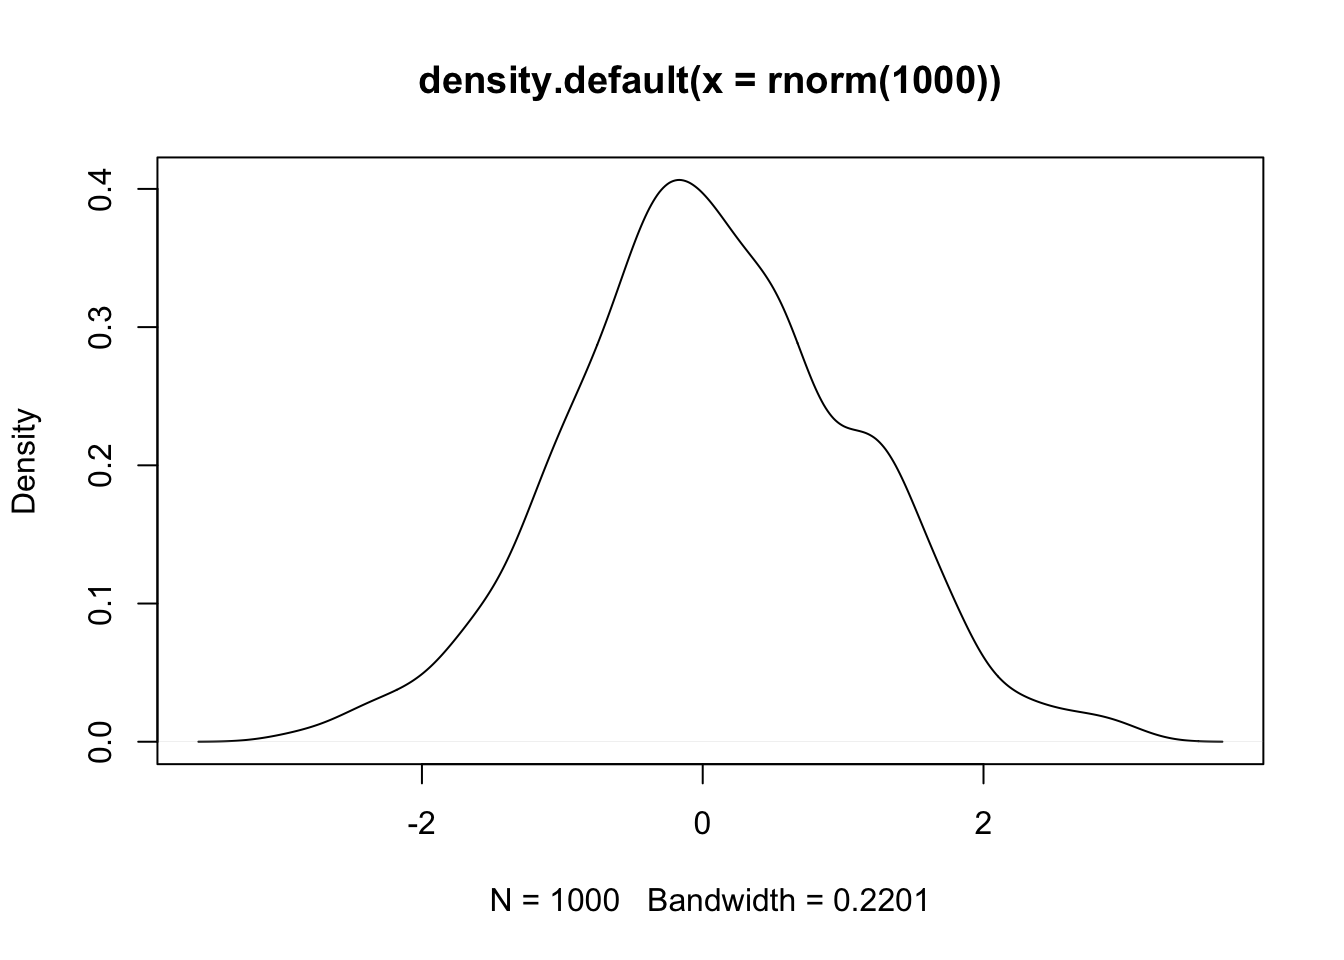 density.default(x = rnorm(1000))
Density
0.4
0.3
0.2
0.1
0.0
-2 0 2
N = 1000 Bandwidth = 0.2201